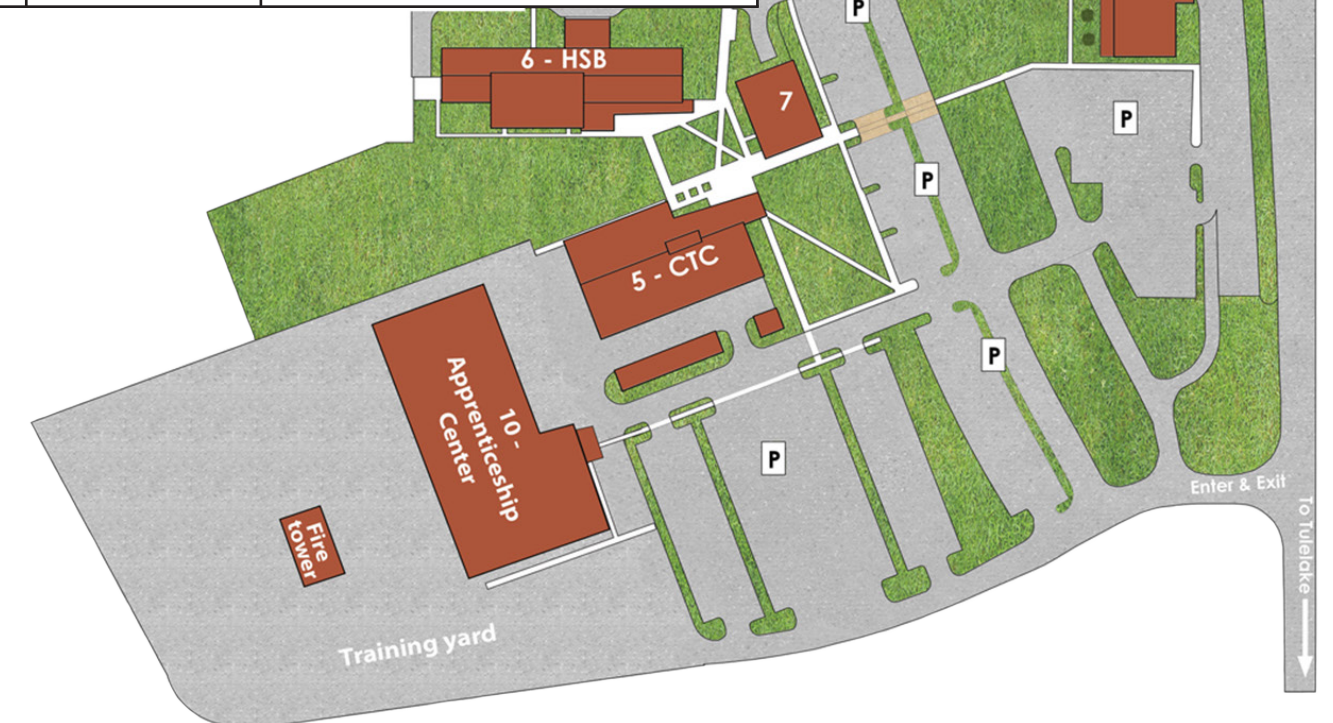 P
6 - HSB
7
P
P
5 - CTC
P
10 -
Apprenticeship
Center
P
Enter & Exit
To Tulelake
Fire
tower
Training yard